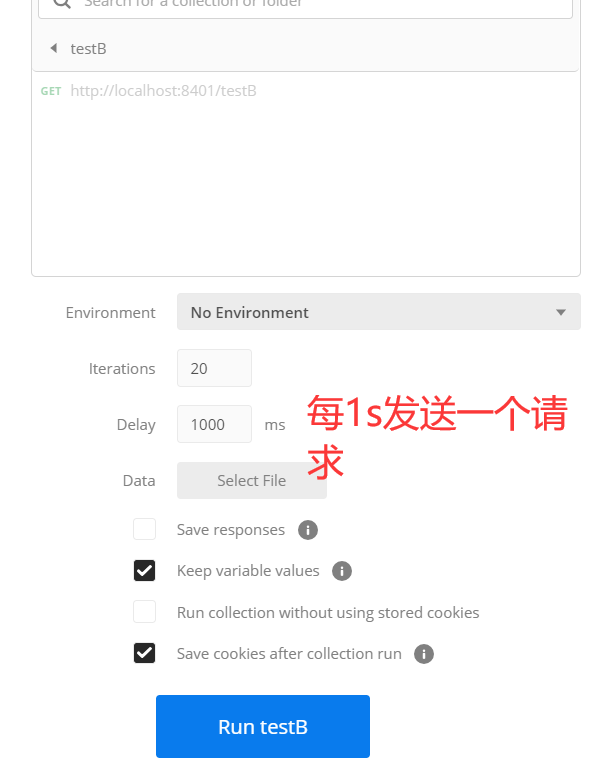 Search for a collection or folder
testB
GET http://localhost:8401/testB
Environment No Environment
Iterations 20
Delay 1000 ms
每1s发送一个请
求
Data Select File
Save responses
Keep variable values
Run collection without using stored cookies
Save cookies after collection run
Run testB